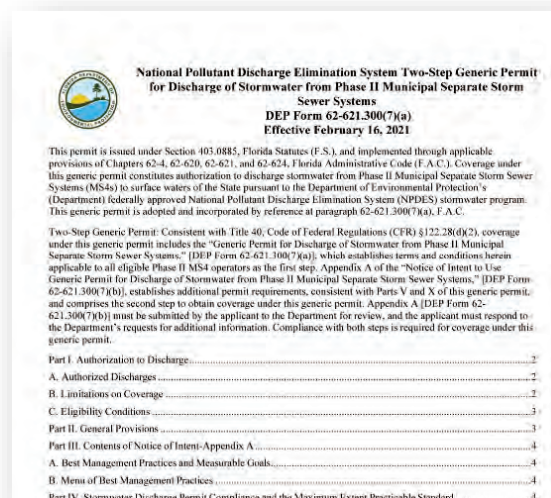 National Pollutant Discharge Elimination System Two-Step Generic Permit
for Discharge of Stormwater from Phase II Municipal Separate Storm
Sewer Systems
DEP Form 62-621.300(7)(a)
Effective February 16, 2021
This permit is issued under Section 403.0885, Florida Statutes (F.S.), and implemented through applicable
provisions of Chapters 62-4, 62-620, 62-621, and 62-624, Florida Administrative Code (F.A.C.). Coverage under
this generic permit constitutes authorization to discharge stormwater from Phase II Municipal Separate Storm Sewer
Systems (MS4s) to surface waters of the State pursuant to the Department of Environmental Protection's
(Department) federally approved National Pollutant Discharge Elimination System (NPDES) stormwater program.
This generic permit is adopted and incorporated by reference at paragraph 62-621.300(7)(a), F.A.C.
Two-Step Generic Permit: Consistent with Title 40, Code of Federal Regulations (CFR) §122.28(d)(2), coverage
under this generic permit includes the "Generic Permit for Discharge of Stormwater from Phase II Municipal
Separate Storm Sewer Systems," [DEP Form 62-621.300(7)(a)], which establishes terms and conditions herein
applicable to all eligible Phase II MS4 operators as the first step. Appendix A of the "Notice of Intent to Use
Generic Permit for Discharge of Stormwater from Phase II Municipal Separate Storm Sewer Systems," [DEP Form
62-621.300(7)(b)], establishes additional permit requirements, consistent with Parts V and X of this generic permit,
and comprises the second step to obtain coverage under this generic permit. Appendix A [DEP Form 62-
621.300(7)(b)] must be submitted by the applicant to the Department for review, and the applicant must respond to
the Department's requests for additional information. Compliance with both steps is required for coverage under this
generic permit.
Part I. Authorization to Discharge 2
A. Authorized Discharges 2
B. Limitations on Coverage 2
C. Eligibility Conditions 3
Part II. General Provisions 3
Part III. Contents of Notice of Intent-Appendix A 4
A. Best Management Practices and Measurable Goals 4
B. Menu of Best Management Practices 4
Part IV. Stormwater Discharge Permit Compliance and the Maximum Extent Practicable Standard 4